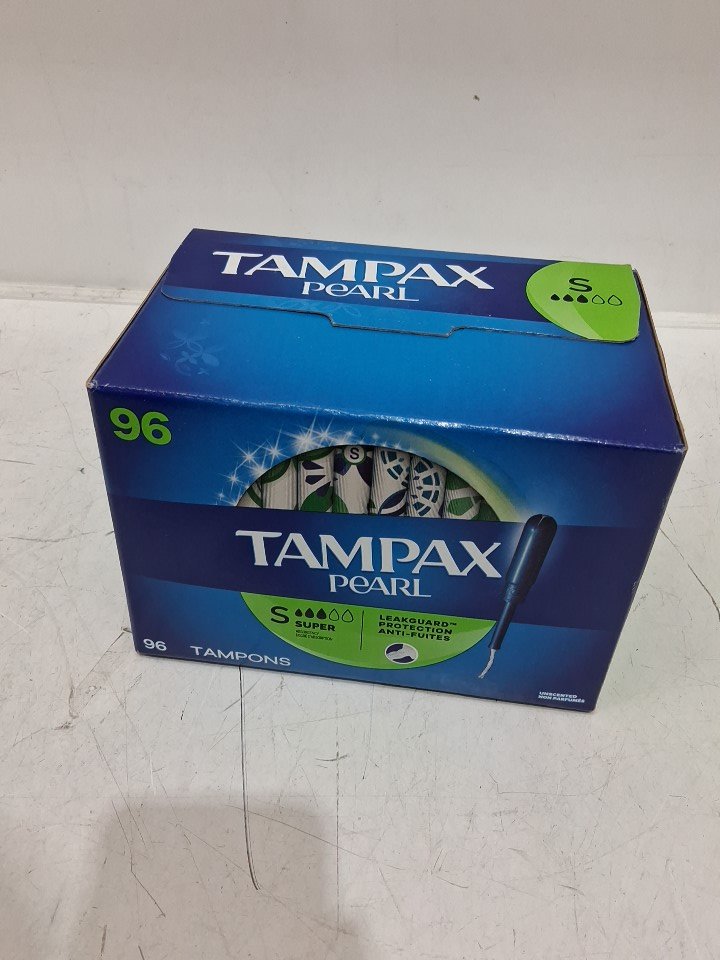 TAMPAX
PEARL
S
96
S
TAMPAX
PEARL
S
SUPER
LEAKGUARD™
PROTECTION
ANTI-FUITES
96 TAMPONS
UNSCENTED
NON PARFUMÉS